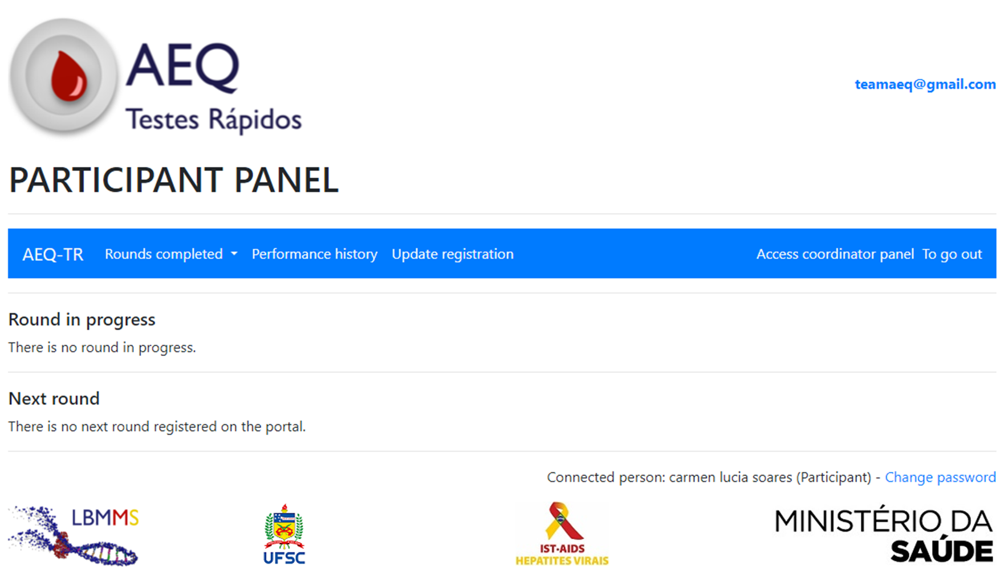 AEQ
Testes Rápidos
teamaeq@gmail.com
PARTICIPANT PANEL
AEQ-TR Rounds completed Performance history Update registration Access coordinator panel To go out
Round in progress
There is no round in progress.
Next round
There is no next round registered on the portal.
Connected person: carmen lucia soares (Participant) - Change password
LBMMS
UFSC
IST-AIDS
HEPATITES VIRAIS
MINISTÉRIO DA
SAÚDE